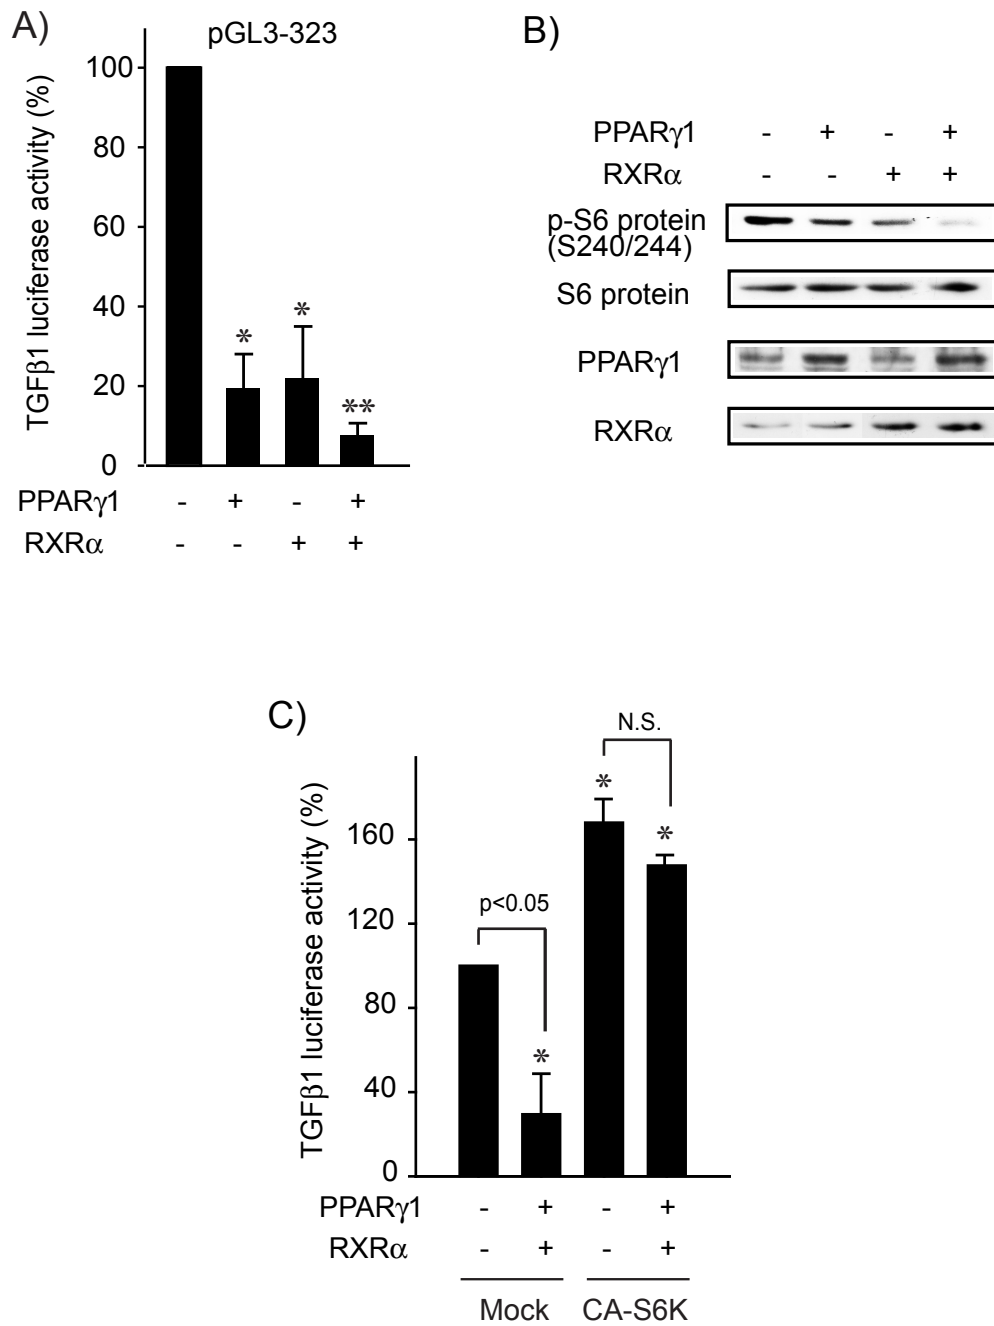 A)
pGL3-323
TGFβ1 luciferase activity (%)
100
80
60
40
20
0
* * **
PPARγ1 - + - +
RXRα - - + +
B)
PPARγ1 - + - +
RXRα - - + +
p-S6 protein
(S240/244)
S6 protein
PPARγ1
RXRα
C)
N.S.
p<0.05
TGFβ1 luciferase activity (%)
160
120
80
40
0
* * *
PPARγ1 - + - +
RXRα - + - +
Mock CA-S6K